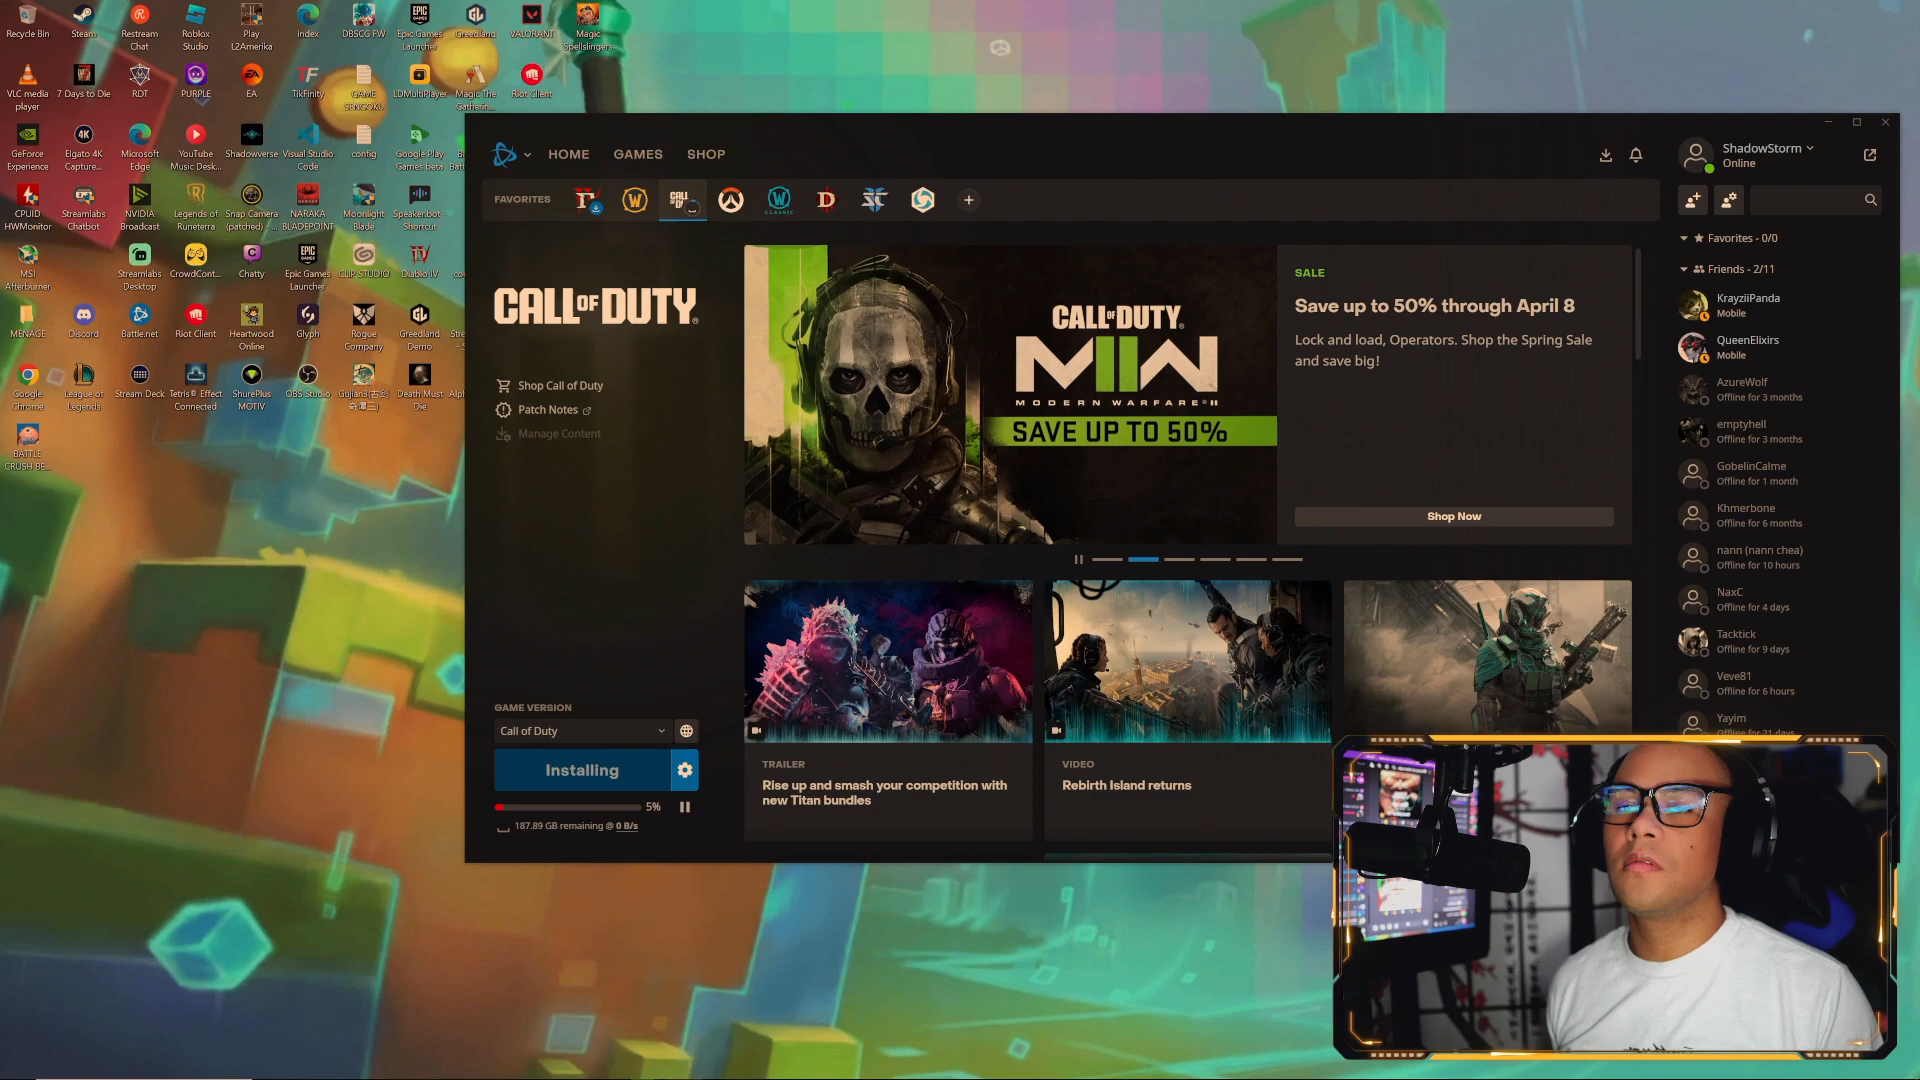 Recycle Bin
Steam
Restream
Chat
Roblox
Studio
Play
L2Amerika
index
DBSCG FW
Epic Games
Launcher
Greedland
VALORANT
Magic
Spellslingers
VLC media
player
7 Days to Die
RDT
PURPLE
EA
TikFinity
GAME
SENGOKU
LDMultiPlayer
Magic The
Gatherin...
Riot Client
GeForce
Experience
Elgato 4K
Capture...
Microsoft
Edge
YouTube
Music Desk...
Shadowverse
Visual Studio
Code
config
Google Play
Games beta
CPUID
HWMonitor
Streamlabs
Chatbot
NVIDIA
Broadcast
Legends of
Runeterra
Snap Camera
(patched) - ...
NARAKA
BLADEPOINT
Moonlight
Blade
Speaker.bot -
Shortcut
MSI
Afterburner
Streamlabs
Desktop
CrowdCont...
Chatty
Epic Games
Launcher
CLIP STUDIO
Diablo IV
MENAGE
Discord
Battle.net
Riot Client
Heartwood
Online
Glyph
Rogue
Company
Greedland
Demo
Google
Chrome
League of
Legends
Stream Deck
Tetris® Effect
Connected
ShurePlus
MOTIV
OBS Studio
Death Must
Die
BATTLE
CRUSH BE...
HOME
GAMES
SHOP
FAVORITES
CLASSIC
ShadowStorm
Online
Favorites - 0/0
Friends - 2/11
KrayziiPanda
Mobile
QueenElixirs
Mobile
AzureWolf
Offline for 3 months
emptyhell
Offline for 3 months
GobelinCalme
Offline for 1 month
Khmerbone
Offline for 6 months
nann (nann chea)
Offline for 10 hours
NaxC
Offline for 4 days
Tacktick
Offline for 9 days
Veve81
Offline for 6 hours
Yayim
Offline for 21 days
CALL OF DUTY®
Shop Call of Duty
Patch Notes
Manage Content
CALL OF DUTY®
MWII
MODERN WARFARE® II
SAVE UP TO 50%
SALE
Save up to 50% through April 8
Lock and load, Operators. Shop the Spring Sale
and save big!
Shop Now
GAME VERSION
Call of Duty
Installing
5%
187.89 GB remaining @ 0 B/s
TRAILER
Rise up and smash your competition with
new Titan bundles
VIDEO
Rebirth Island returns